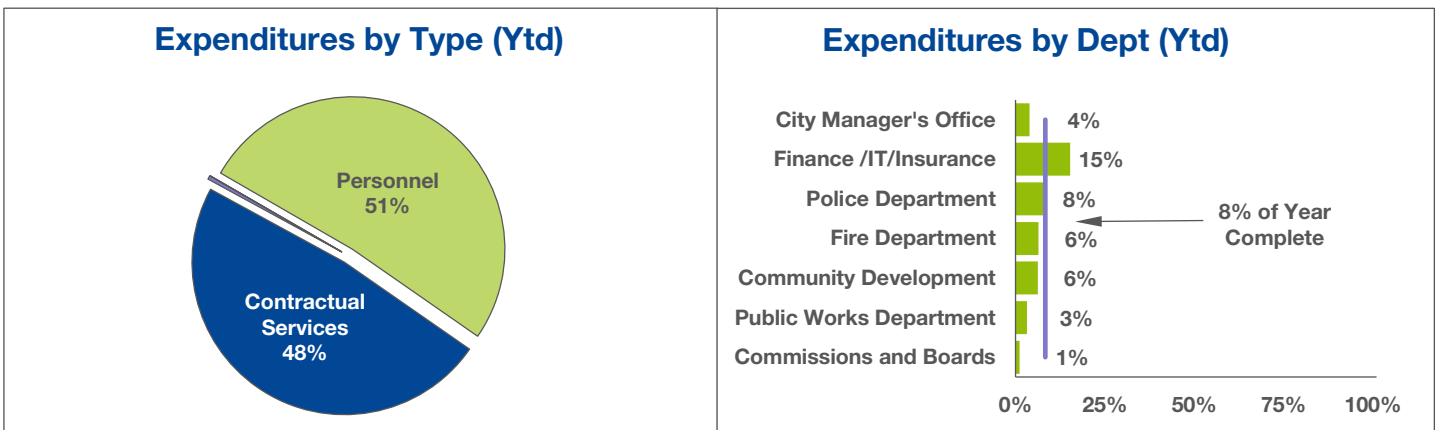 Expenditures by Type (Ytd)
Personnel
51%
Contractual
Services
48%
Expenditures by Dept (Ytd)
City Manager's Office 4%
Finance /IT/Insurance 15%
Police Department 8%
8% of Year
Complete
Fire Department 6%
Community Development 6%
Public Works Department 3%
Commissions and Boards 1%
0% 25% 50% 75% 100%